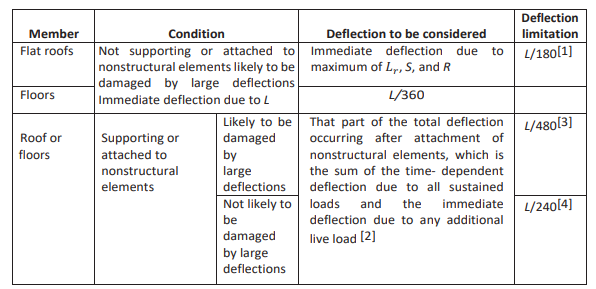 Member Condition Deflection to be considered Deflection limitation
Flat roofs
Not supporting or attached to
nonstructural elements likely to be
damaged by large deflections
Immediate deflection due to L
Immediate deflection due to
maximum of Lᵣ, S, and R
L/180[1]
Floors
L/360
Roof or
floors
Supporting or
attached to
nonstructural
elements
Likely to be
damaged
by
large
deflections
That part of the total deflection
occurring after attachment of
nonstructural elements, which is
the sum of the time- dependent
deflection due to all sustained
loads and the immediate
deflection due to any additional
live load [2]
L/480[3]
Not likely to
be
damaged
by large
deflections
L/240[4]